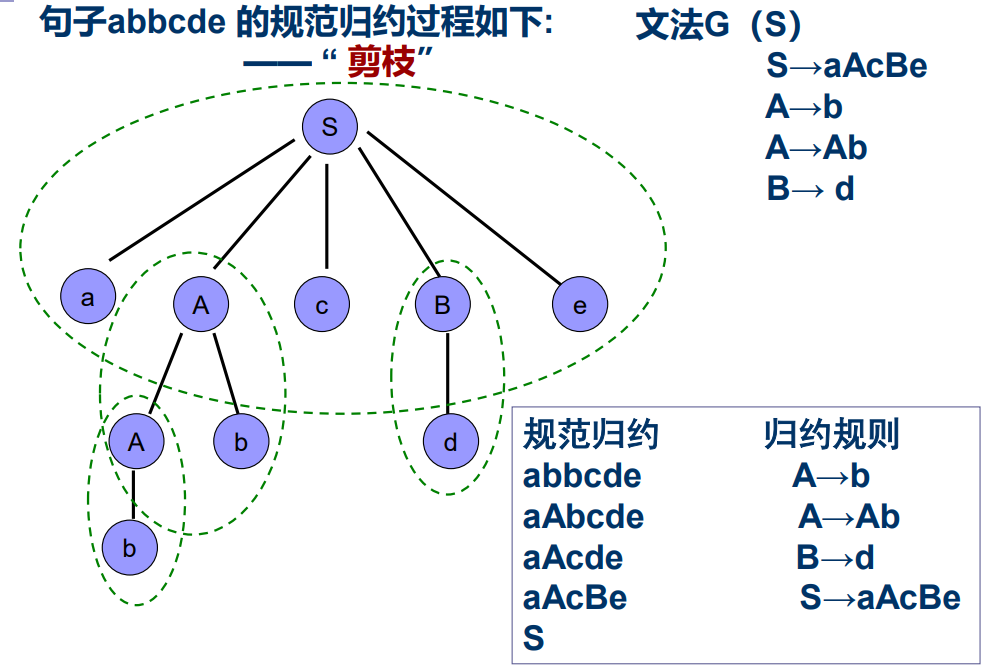 句子abbcde 的规范归约过程如下:
—— “ 剪枝”
文法G（S）
S→aAcBe
A→b
A→Ab
B→ d
S
a A c B e
A b d
b
规范归约 归约规则
abbcde A→b
aAbcde A→Ab
aAcde B→d
aAcBe S→aAcBe
S